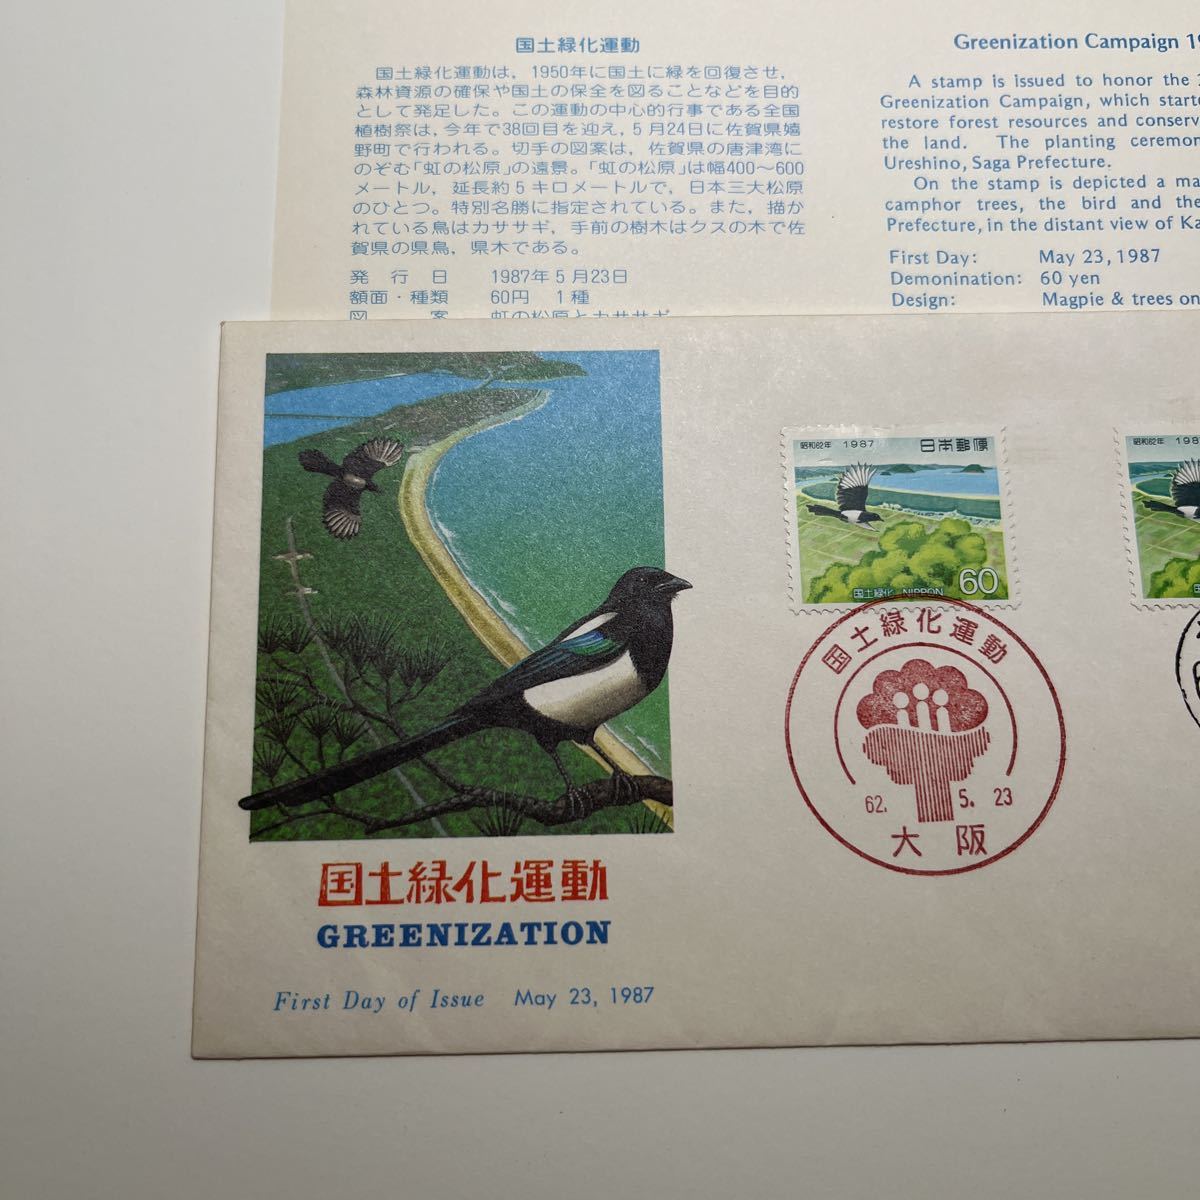 国土緑化運動
国土緑化運動は，1950年に国土に緑を回復させ，
森林資源の確保や国土の保全を図ることなどを目的
として発足した。この運動の中心的行事である全国
植樹祭は，今年で38回目を迎え，5月24日に佐賀県嬉
野町で行われる。切手の図案は，佐賀県の唐津湾に
のぞむ「虹の松原」の遠景。「虹の松原」は幅400〜600
メートル，延長約5キロメートルで，日本三大松原
のひとつ。特別名勝に指定されている。また，描か
れている鳥はカササギ，手前の樹木はクスの木で佐
賀県の県鳥，県木である。
発行日 1987年5月23日
額面・種類 60円 1種
図案 虹の松原とカササギ
Greenization Campaign
A stamp is issued to honor the
Greenization Campaign, which
restore forest resources and
the land. The planting
Ureshino, Saga Prefecture.
On the stamp is depicted a
camphor trees, the bird and the
Prefecture, in the distant view of
First Day: May 23, 1987
Demonination: 60 yen
Design: Magpie & trees on
昭和62年 1987 日本郵便
国土緑化 NIPPON 60
昭和62年
国土緑化運動
62. 5. 23
大阪
国土緑化運動
GREENIZATION
First Day of Issue May 23, 1987